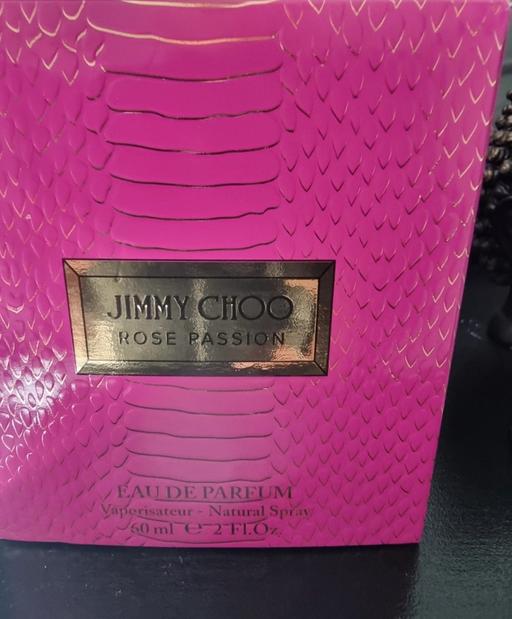 JIMMY CHOO
ROSE PASSION
EAU DE PARFUM
Vaporisateur - Natural Spray
60 ml ℮ 2 Fl.Oz.